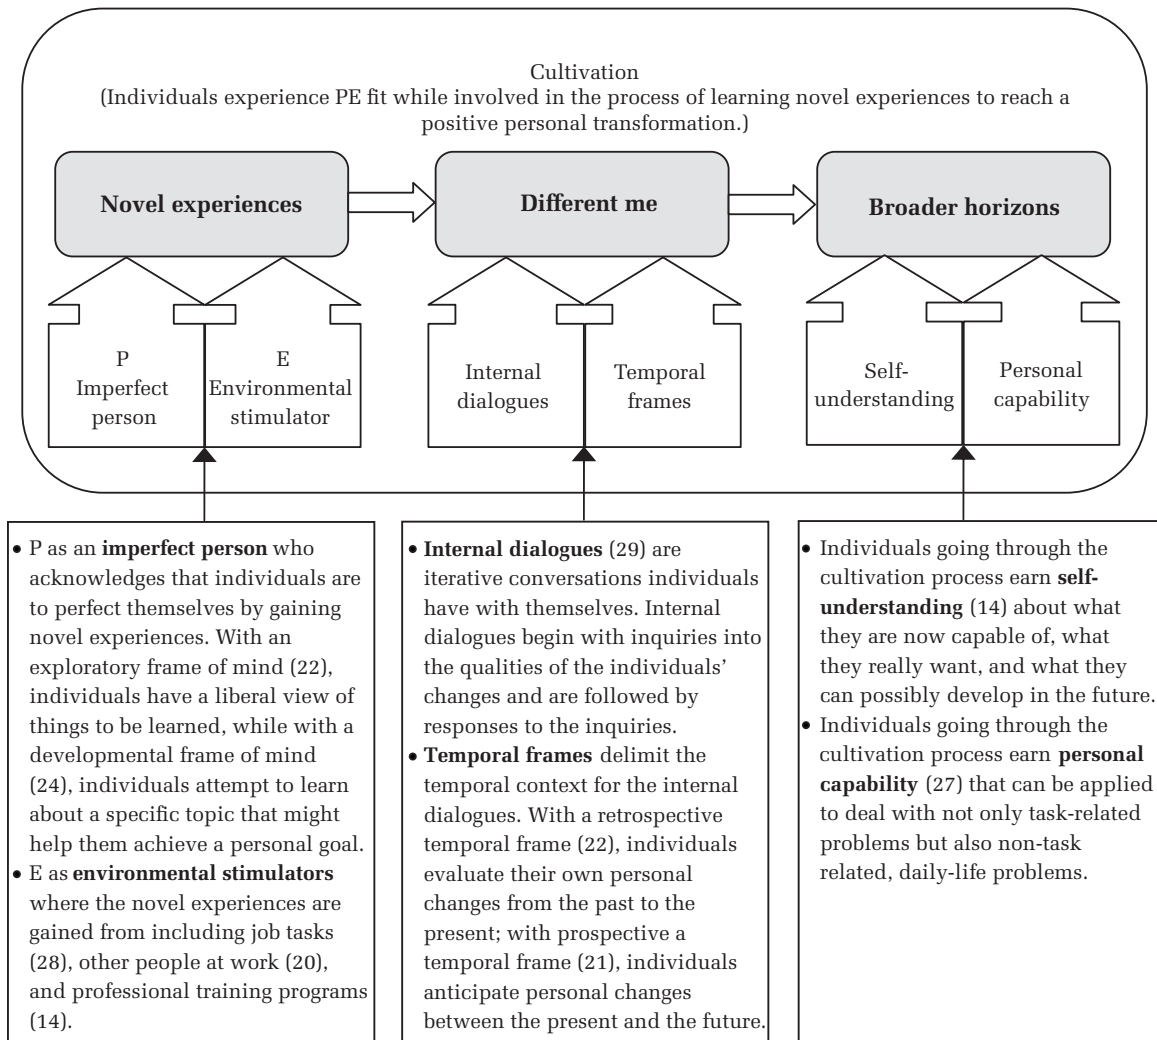 Cultivation
(Individuals experience PE fit while involved in the process of learning novel experiences to reach a
positive personal transformation.)
Novel experiences
Different me
Broader horizons
P
Imperfect
person
E
Environmental
stimulator
Internal
dialogues
Temporal
frames
Self-
understanding
Personal
capability
• P as an imperfect person who
acknowledges that individuals are
to perfect themselves by gaining
novel experiences. With an
exploratory frame of mind (22),
individuals have a liberal view of
things to be learned, while with a
developmental frame of mind
(24), individuals attempt to learn
about a specific topic that might
help them achieve a personal goal.
• E as environmental stimulators
where the novel experiences are
gained from including job tasks
(28), other people at work (20),
and professional training programs
(14).
• Internal dialogues (29) are
iterative conversations individuals
have with themselves. Internal
dialogues begin with inquiries into
the qualities of the individuals’
changes and are followed by
responses to the inquiries.
• Temporal frames delimit the
temporal context for the internal
dialogues. With a retrospective
temporal frame (22), individuals
evaluate their own personal
changes from the past to the
present; with prospective a
temporal frame (21), individuals
anticipate personal changes
between the present and the future.
• Individuals going through the
cultivation process earn self-
understanding (14) about what
they are now capable of, what
they really want, and what they
can possibly develop in the future.
• Individuals going through the
cultivation process earn personal
capability (27) that can be applied
to deal with not only task-related
problems but also non-task
related, daily-life problems.